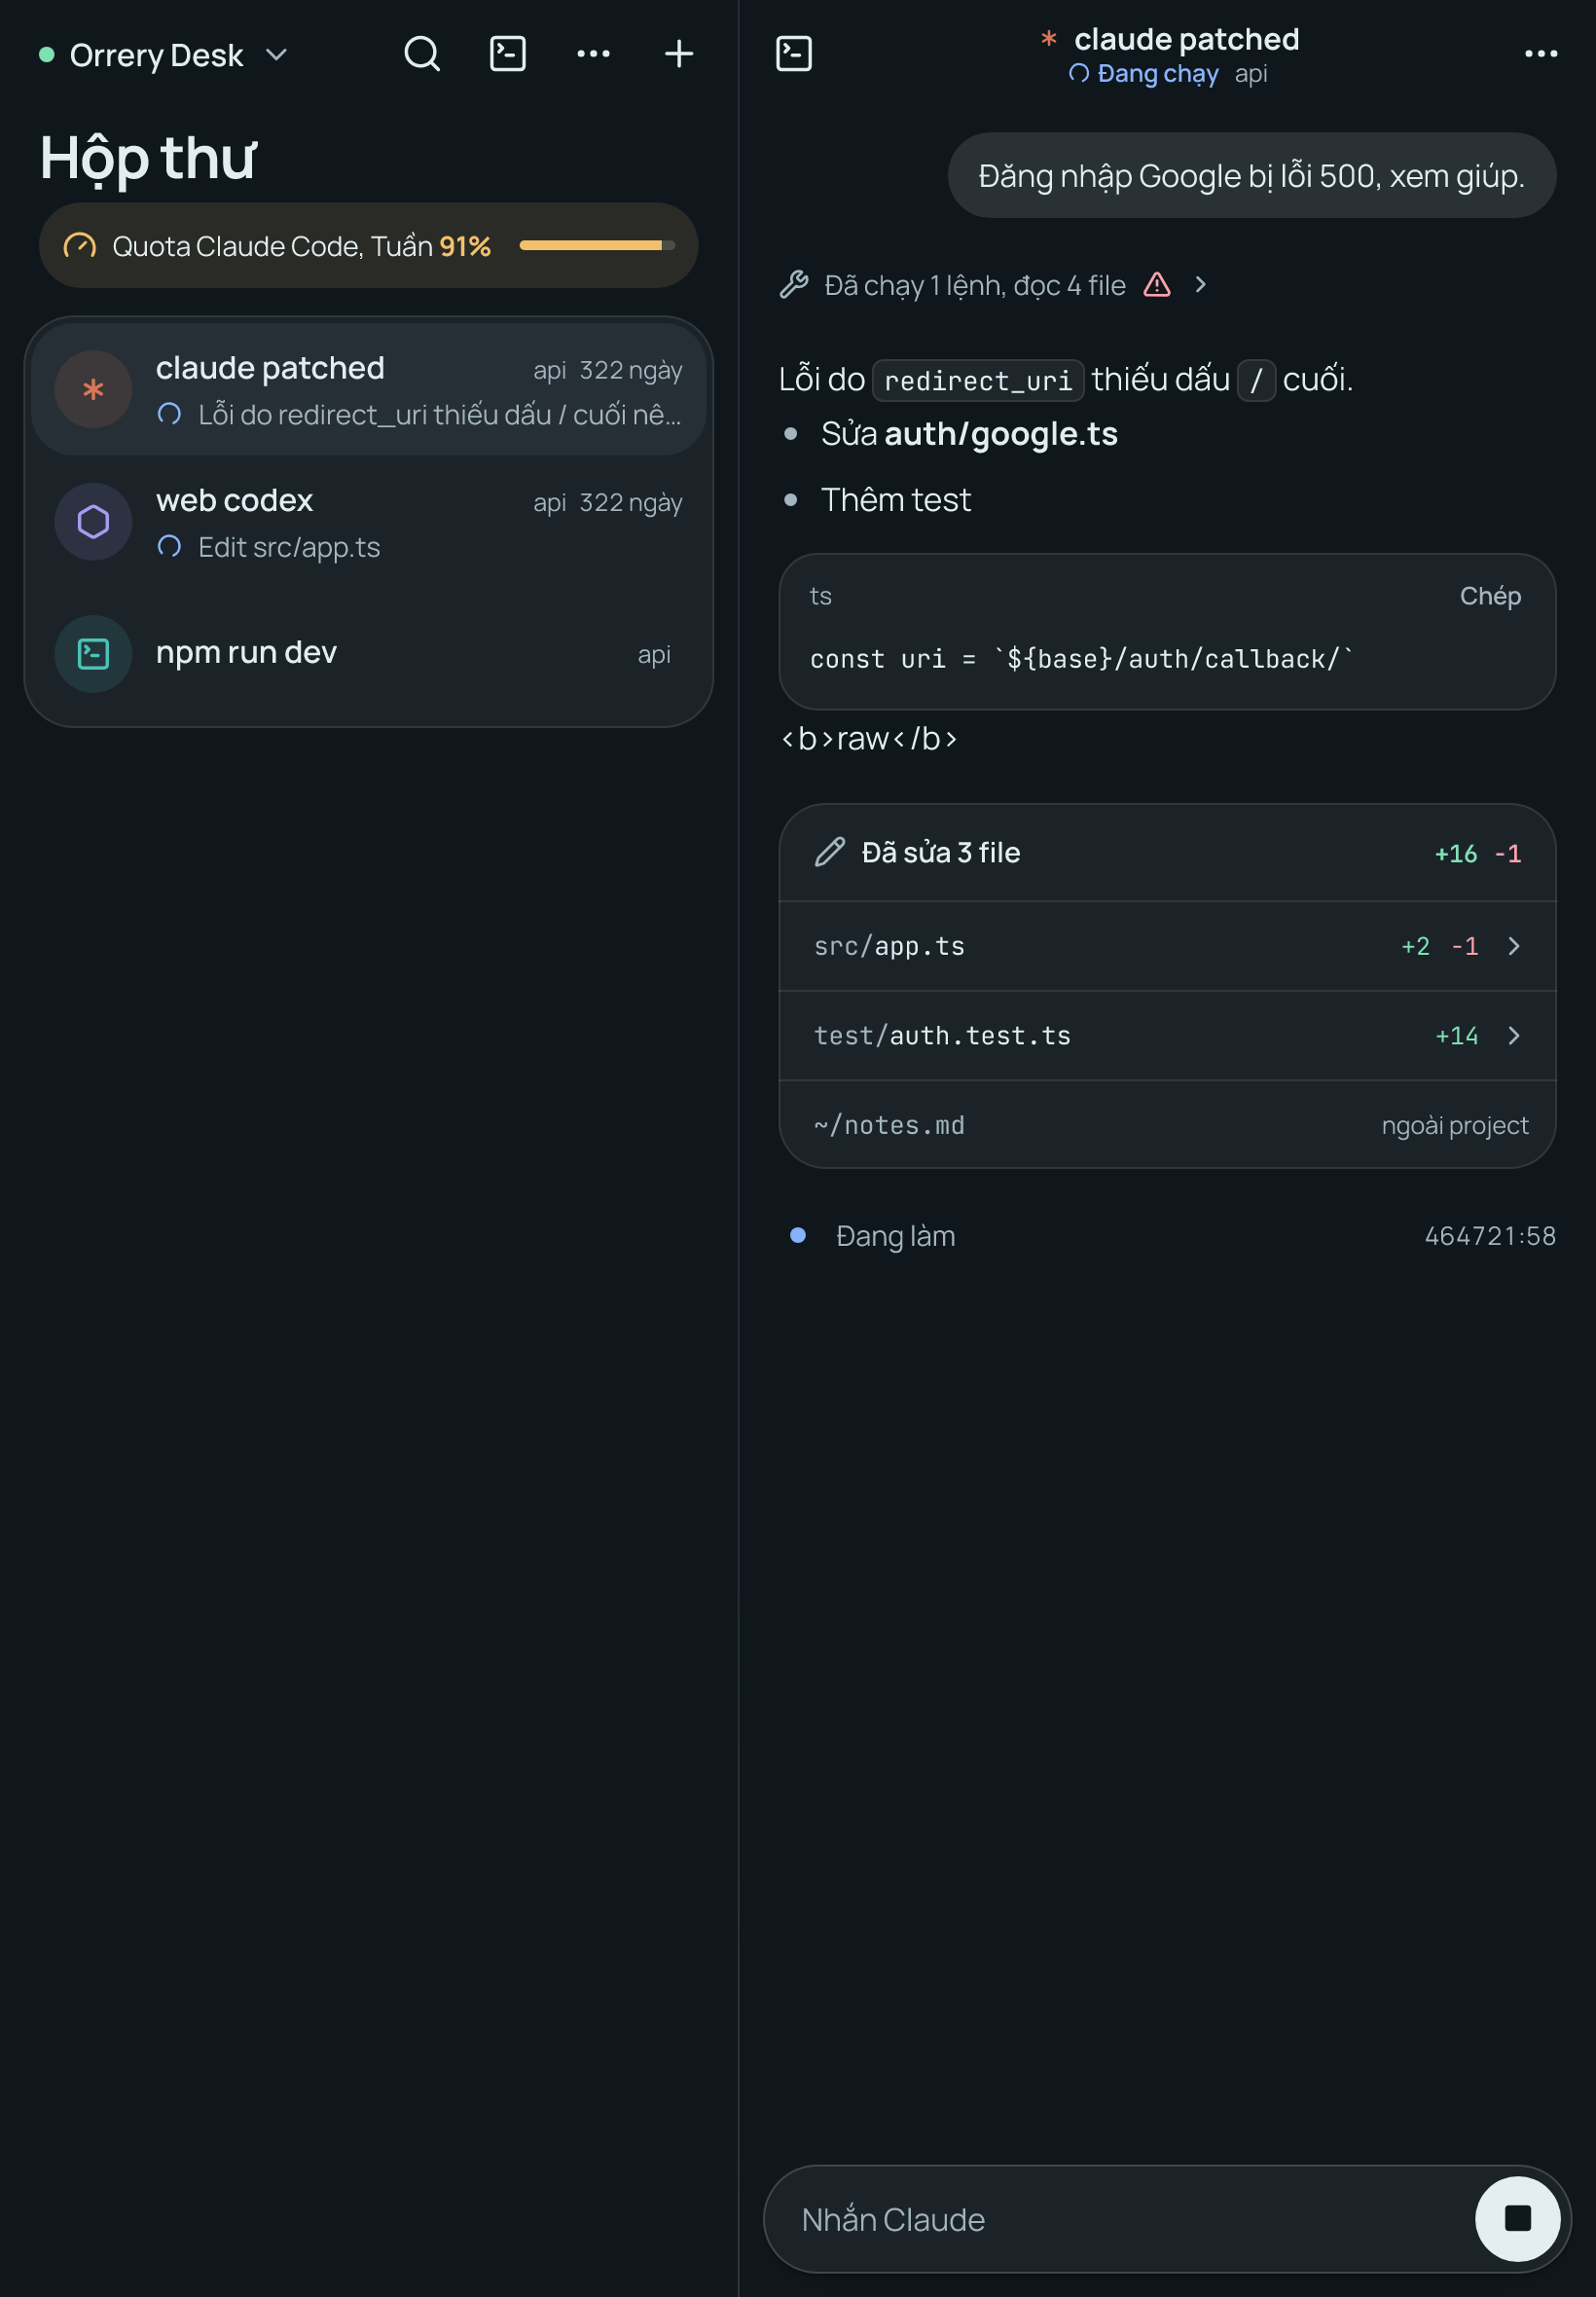 Orrery Desk
Hộp thư
Quota Claude Code, Tuần 91%
claude patched
api 322 ngày
Lỗi do redirect_uri thiếu dấu / cuối nê…
web codex
api 322 ngày
Edit src/app.ts
npm run dev
api
claude patched
Đang chạy api
Đăng nhập Google bị lỗi 500, xem giúp.
Đã chạy 1 lệnh, đọc 4 file
Lỗi do redirect_uri thiếu dấu / cuối.
Sửa auth/google.ts
Thêm test
ts
Chép
const uri = `${base}/auth/callback/`
<b>raw</b>
Đã sửa 3 file
+16 -1
src/app.ts
+2 -1
test/auth.test.ts
+14
~/notes.md
ngoài project
Đang làm
464721:58
Nhắn Claude